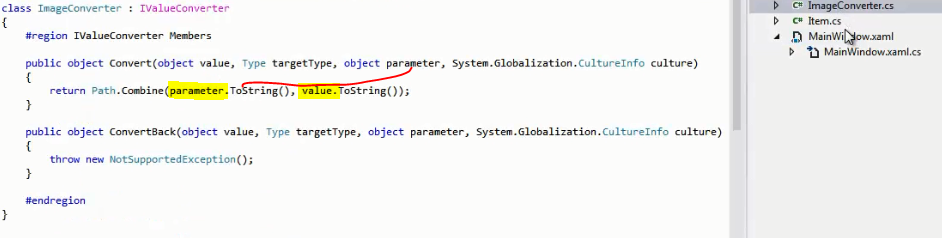 class ImageConverter : IValueConverter
{
#region IValueConverter Members
public object Convert(object value, Type targetType, object parameter, System.Globalization.CultureInfo culture)
{
return Path.Combine(parameter.ToString(), value.ToString());
}
public object ConvertBack(object value, Type targetType, object parameter, System.Globalization.CultureInfo culture)
{
throw new NotSupportedException();
}
#endregion
}
C# ImageConverter.cs
C# Item.cs
MainWindow.xaml
MainWindow.xaml.cs